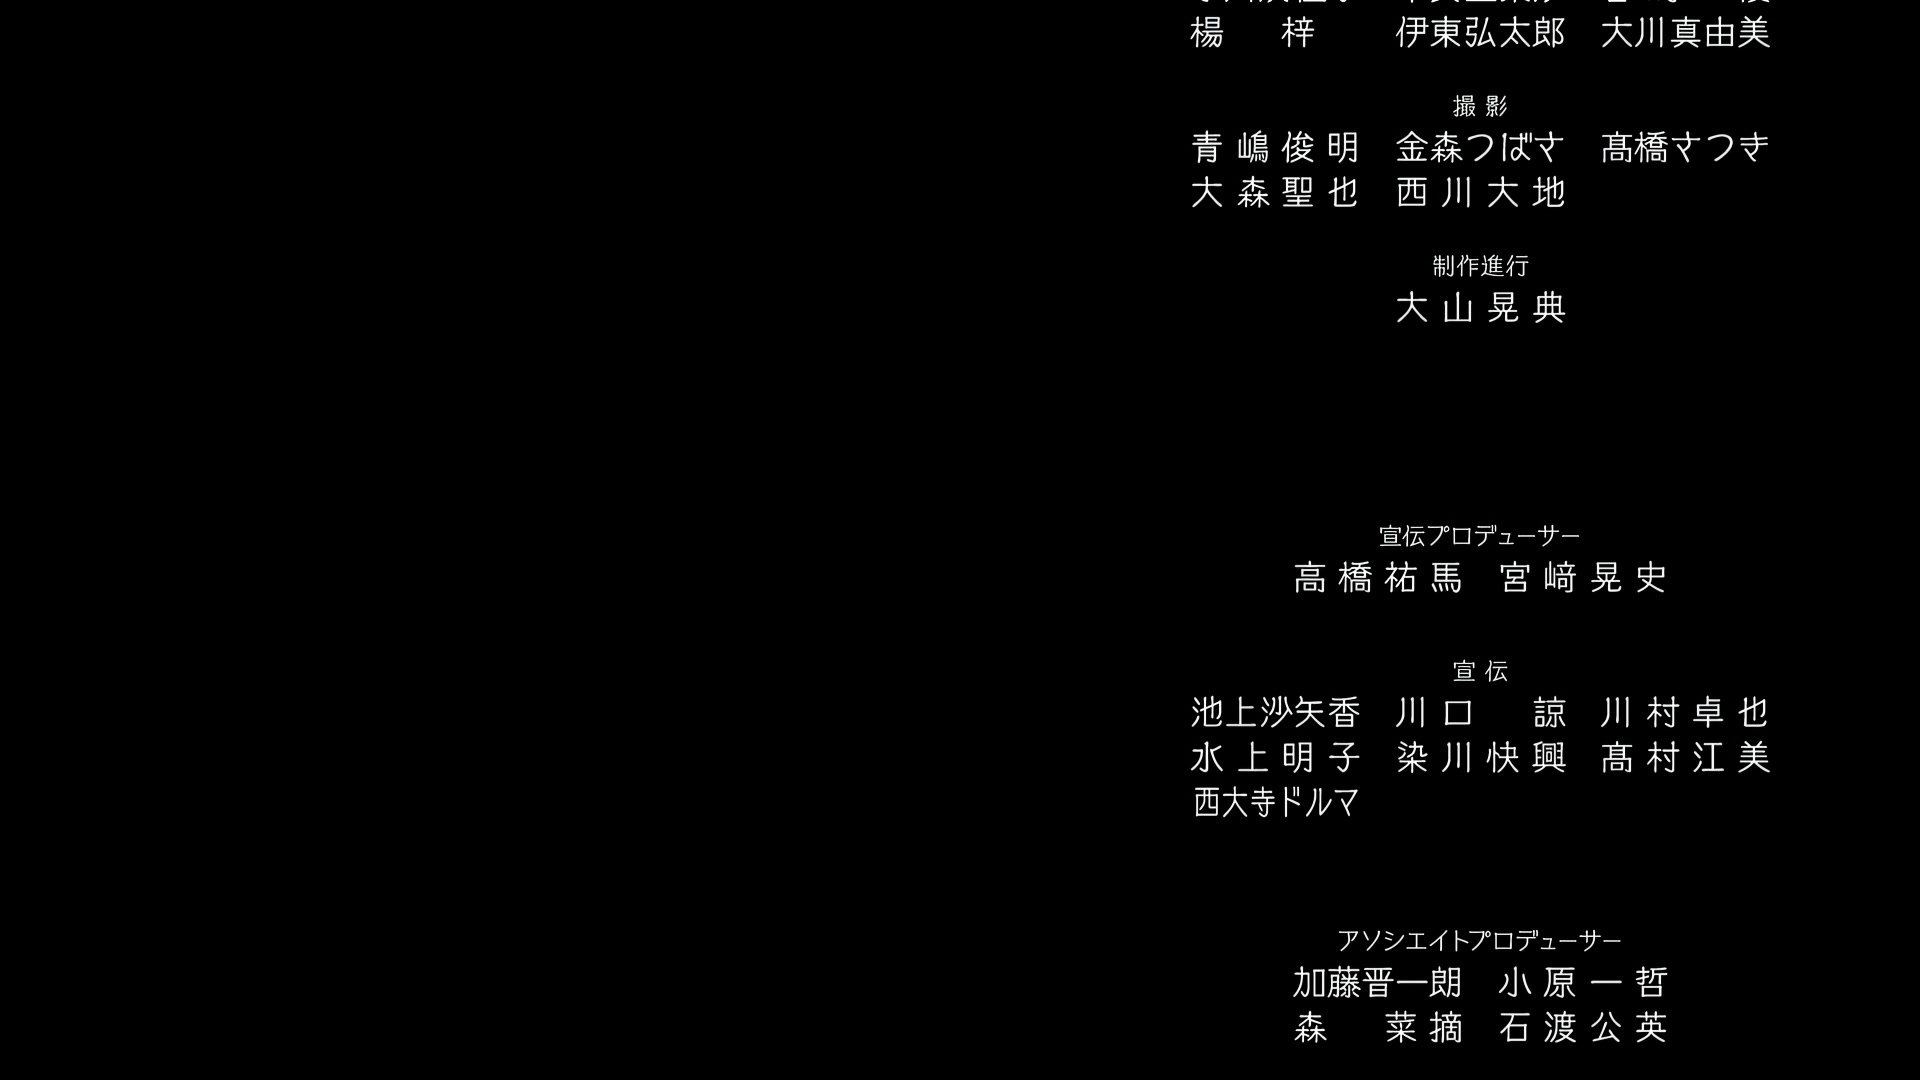 楊 梓 伊東弘太郎 大川真由美
撮影
青嶋俊明 金森つばさ 髙橋さつき
大森聖也 西川大地
制作進行
大山晃典
宣伝プロデューサー
高橋祐馬 宮﨑晃史
宣伝
池上沙矢香 川口 諒 川村卓也
水上明子 染川快興 髙村江美
西大寺ドルマ
アソシエイトプロデューサー
加藤晋一朗 小原一哲
森 菜摘 石渡公英